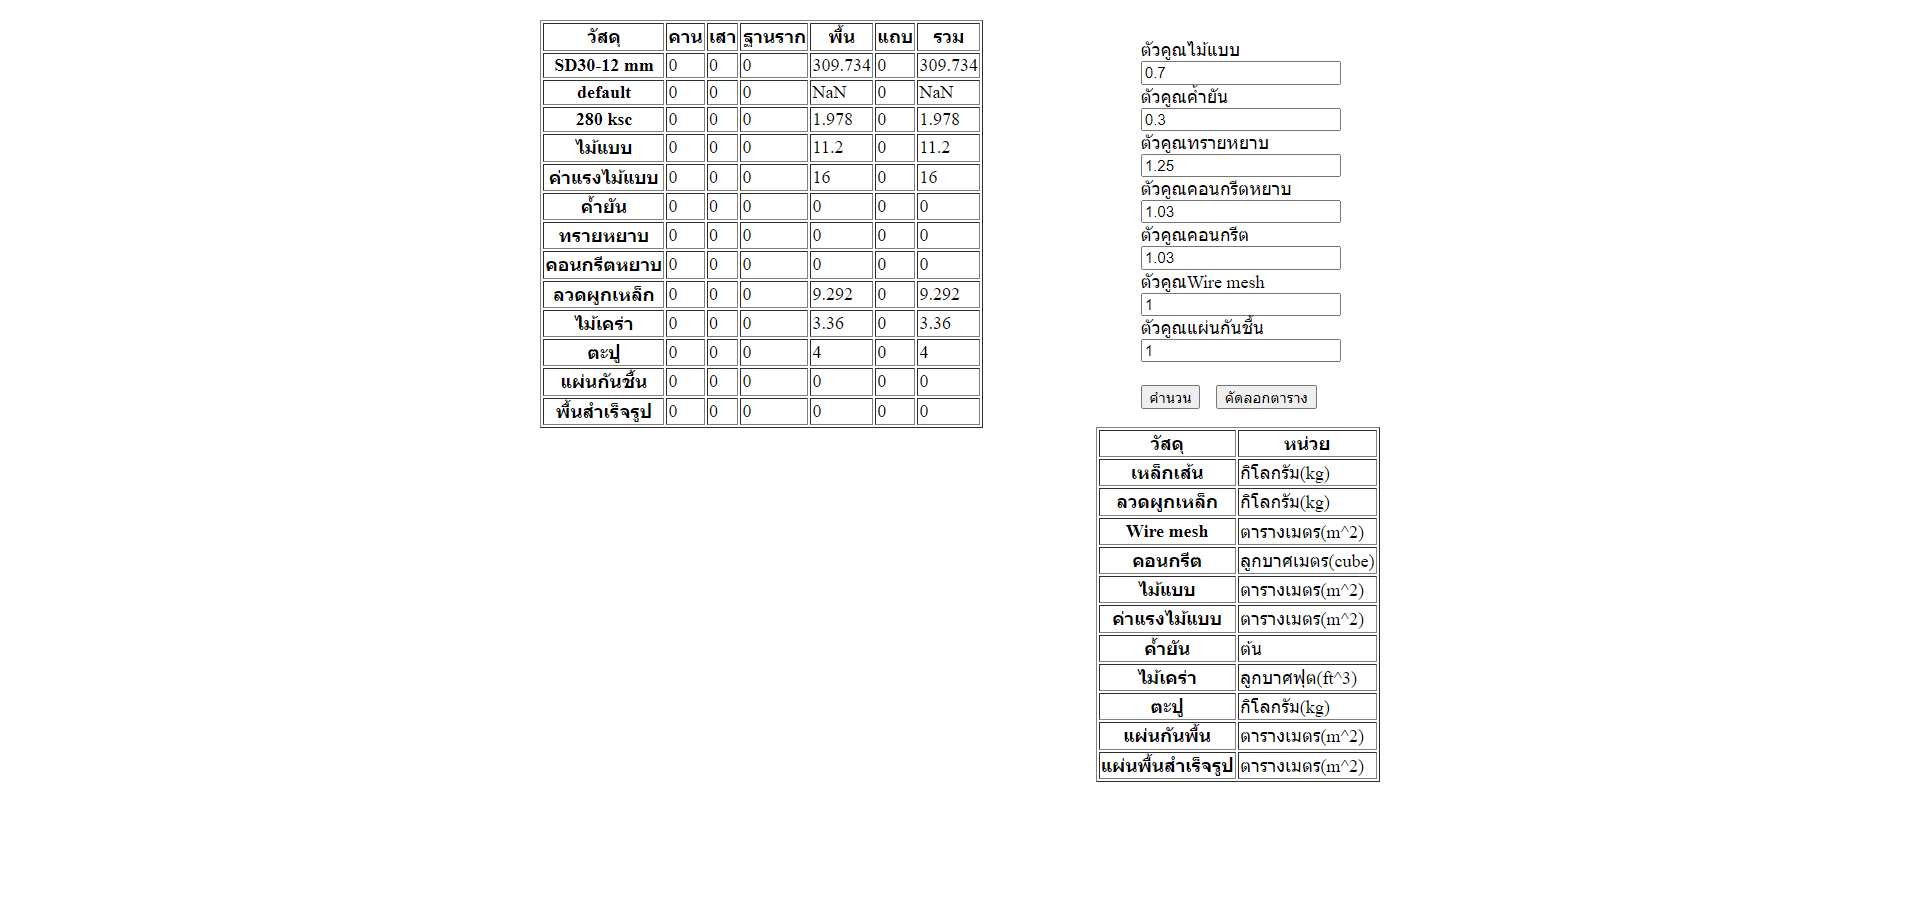 วัสดุ คาน เสา ฐานราก พื้น แถบ รวม
SD30-12 mm 0 0 0 309.734 0 309.734
default 0 0 0 NaN 0 NaN
280 ksc 0 0 0 1.978 0 1.978
ไม้แบบ 0 0 0 11.2 0 11.2
ค่าแรงไม้แบบ 0 0 0 16 0 16
ค้ำยัน 0 0 0 0 0 0
ทรายหยาบ 0 0 0 0 0 0
คอนกรีตหยาบ 0 0 0 0 0 0
ลวดผูกเหล็ก 0 0 0 9.292 0 9.292
ไม้เคร่า 0 0 0 3.36 0 3.36
ตะปู 0 0 0 4 0 4
แผ่นกันชื้น 0 0 0 0 0 0
พื้นสำเร็จรูป 0 0 0 0 0 0
ตัวคูณไม้แบบ
0.7
ตัวคูณค้ำยัน
0.3
ตัวคูณทรายหยาบ
1.25
ตัวคูณคอนกรีตหยาบ
1.03
ตัวคูณคอนกรีต
1.03
ตัวคูณWire mesh
1
ตัวคูณแผ่นกันชื้น
1
คำนวน คัดลอกตาราง
วัสดุ หน่วย
เหล็กเส้น กิโลกรัม(kg)
ลวดผูกเหล็ก กิโลกรัม(kg)
Wire mesh ตารางเมตร(m^2)
คอนกรีต ลูกบาศเมตร(cube)
ไม้แบบ ตารางเมตร(m^2)
ค่าแรงไม้แบบ ตารางเมตร(m^2)
ค้ำยัน ต้น
ไม้เคร่า ลูกบาศฟุต(ft^3)
ตะปู กิโลกรัม(kg)
แผ่นกันพื้น ตารางเมตร(m^2)
แผ่นพื้นสำเร็จรูป ตารางเมตร(m^2)